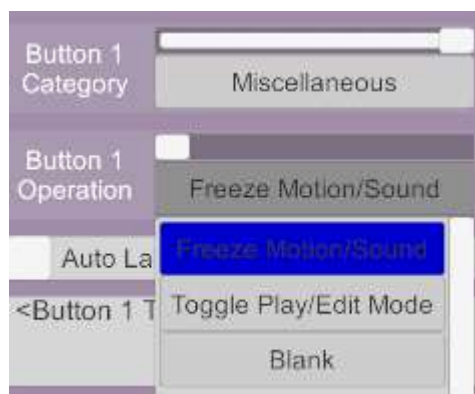 Button 1
Category
Miscellaneous
Button 1
Operation
Freeze Motion/Sound
Freeze Motion/Sound
Auto La
Toggle Play/Edit Mode
<Button 1 T
Blank